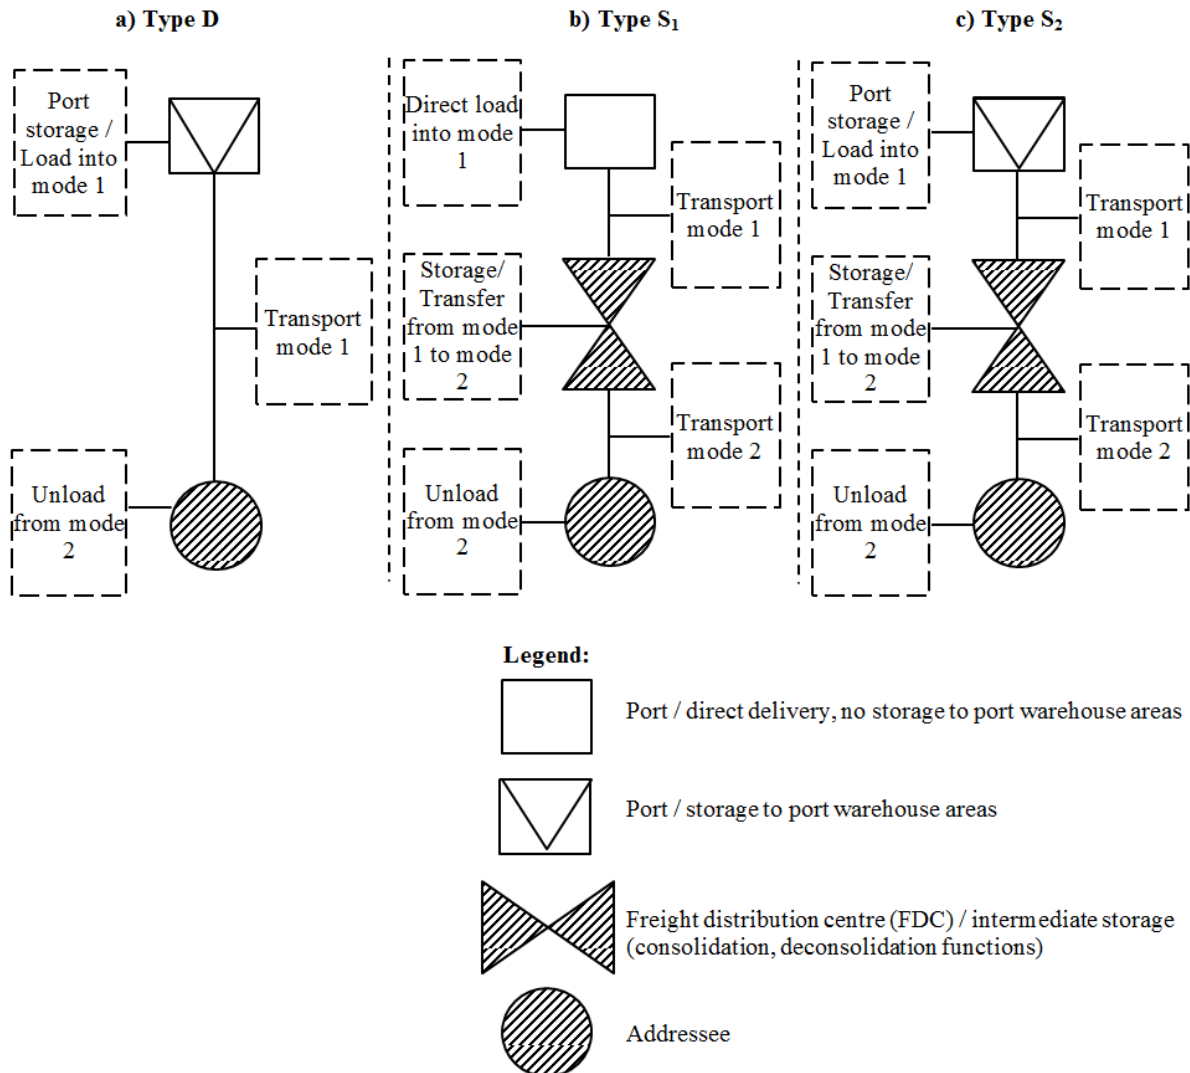 a) Type D
Port
storage /
Load into
mode 1
Transport
mode 1
Unload
from mode
2
b) Type S₁
Direct load
into mode
1
Transport
mode 1
Storage/
Transfer
from mode
1 to mode
2
Transport
mode 2
Unload
from mode
2
c) Type S₂
Port
storage /
Load into
mode 1
Transport
mode 1
Storage/
Transfer
from mode
1 to mode
2
Transport
mode 2
Unload
from mode
2
Legend:
Port / direct delivery, no storage to port warehouse areas
Port / storage to port warehouse areas
Freight distribution centre (FDC) / intermediate storage
(consolidation, deconsolidation functions)
Addressee